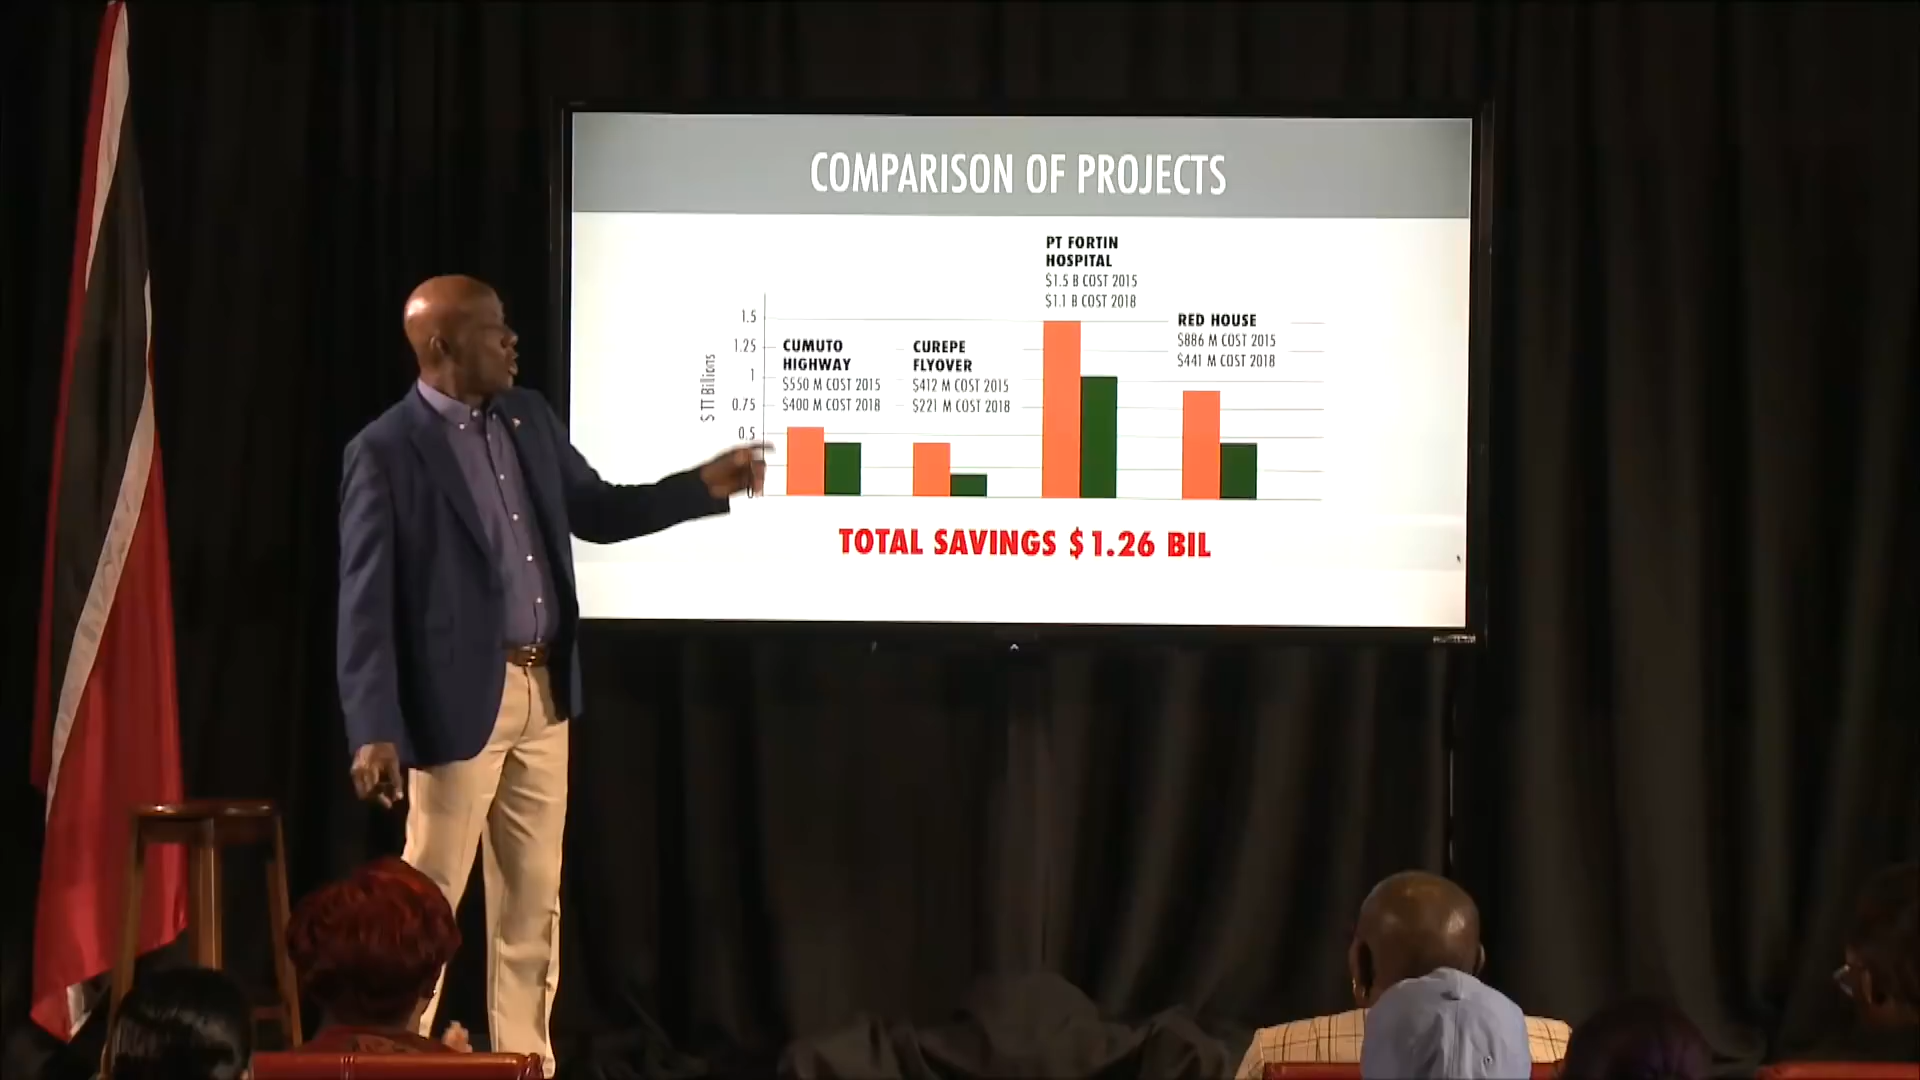 COMPARISON OF PROJECTS
PT FORTIN
HOSPITAL
$1.5 B COST 2015
$1.1 B COST 2018
RED HOUSE
$886 M COST 2015
$441 M COST 2018
CUMUTO
HIGHWAY
$550 M COST 2015
$400 M COST 2018
CUREPE
FLYOVER
$412 M COST 2015
$221 M COST 2018
$ TT Billions
1.5
1.25
1
0.75
0.5
0
TOTAL SAVINGS $1.26 BIL